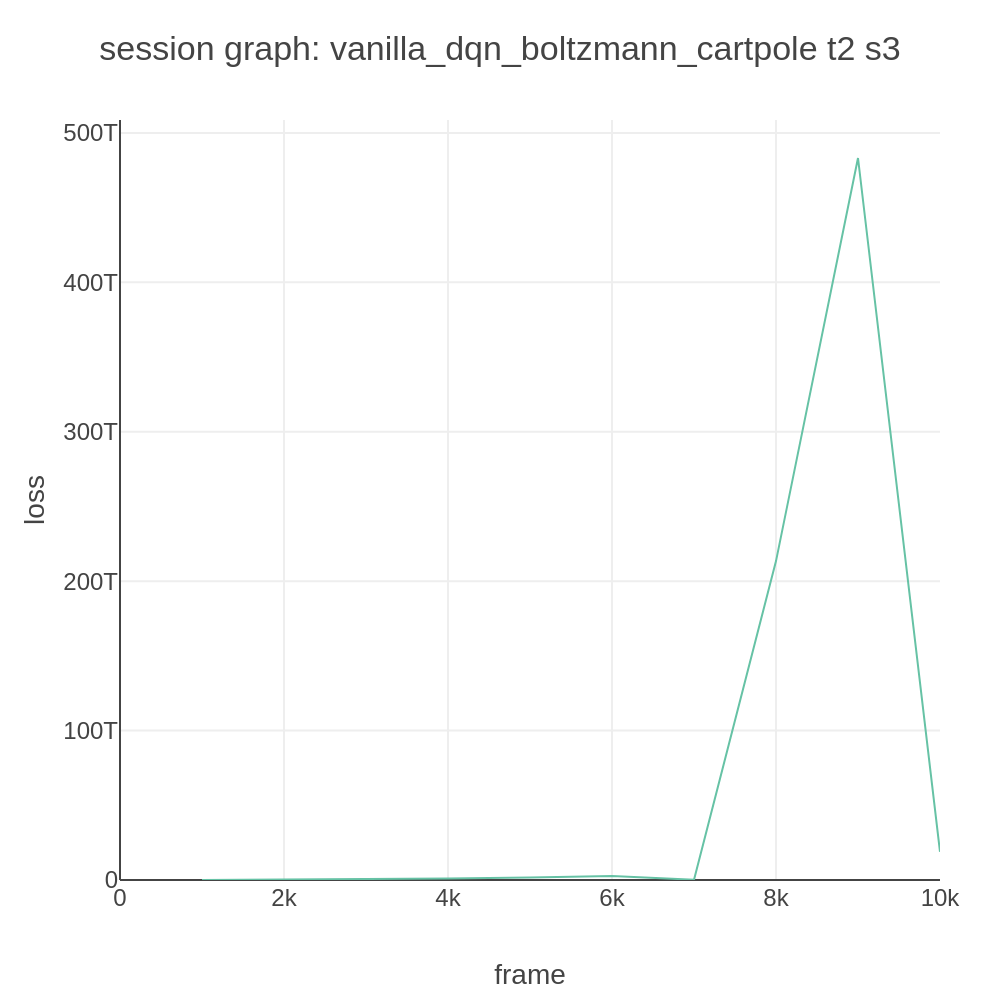 session graph: vanilla_dqn_boltzmann_cartpole t2 s3
500T
400T
300T
200T
100T
0
loss
0 2k 4k 6k 8k 10k
frame